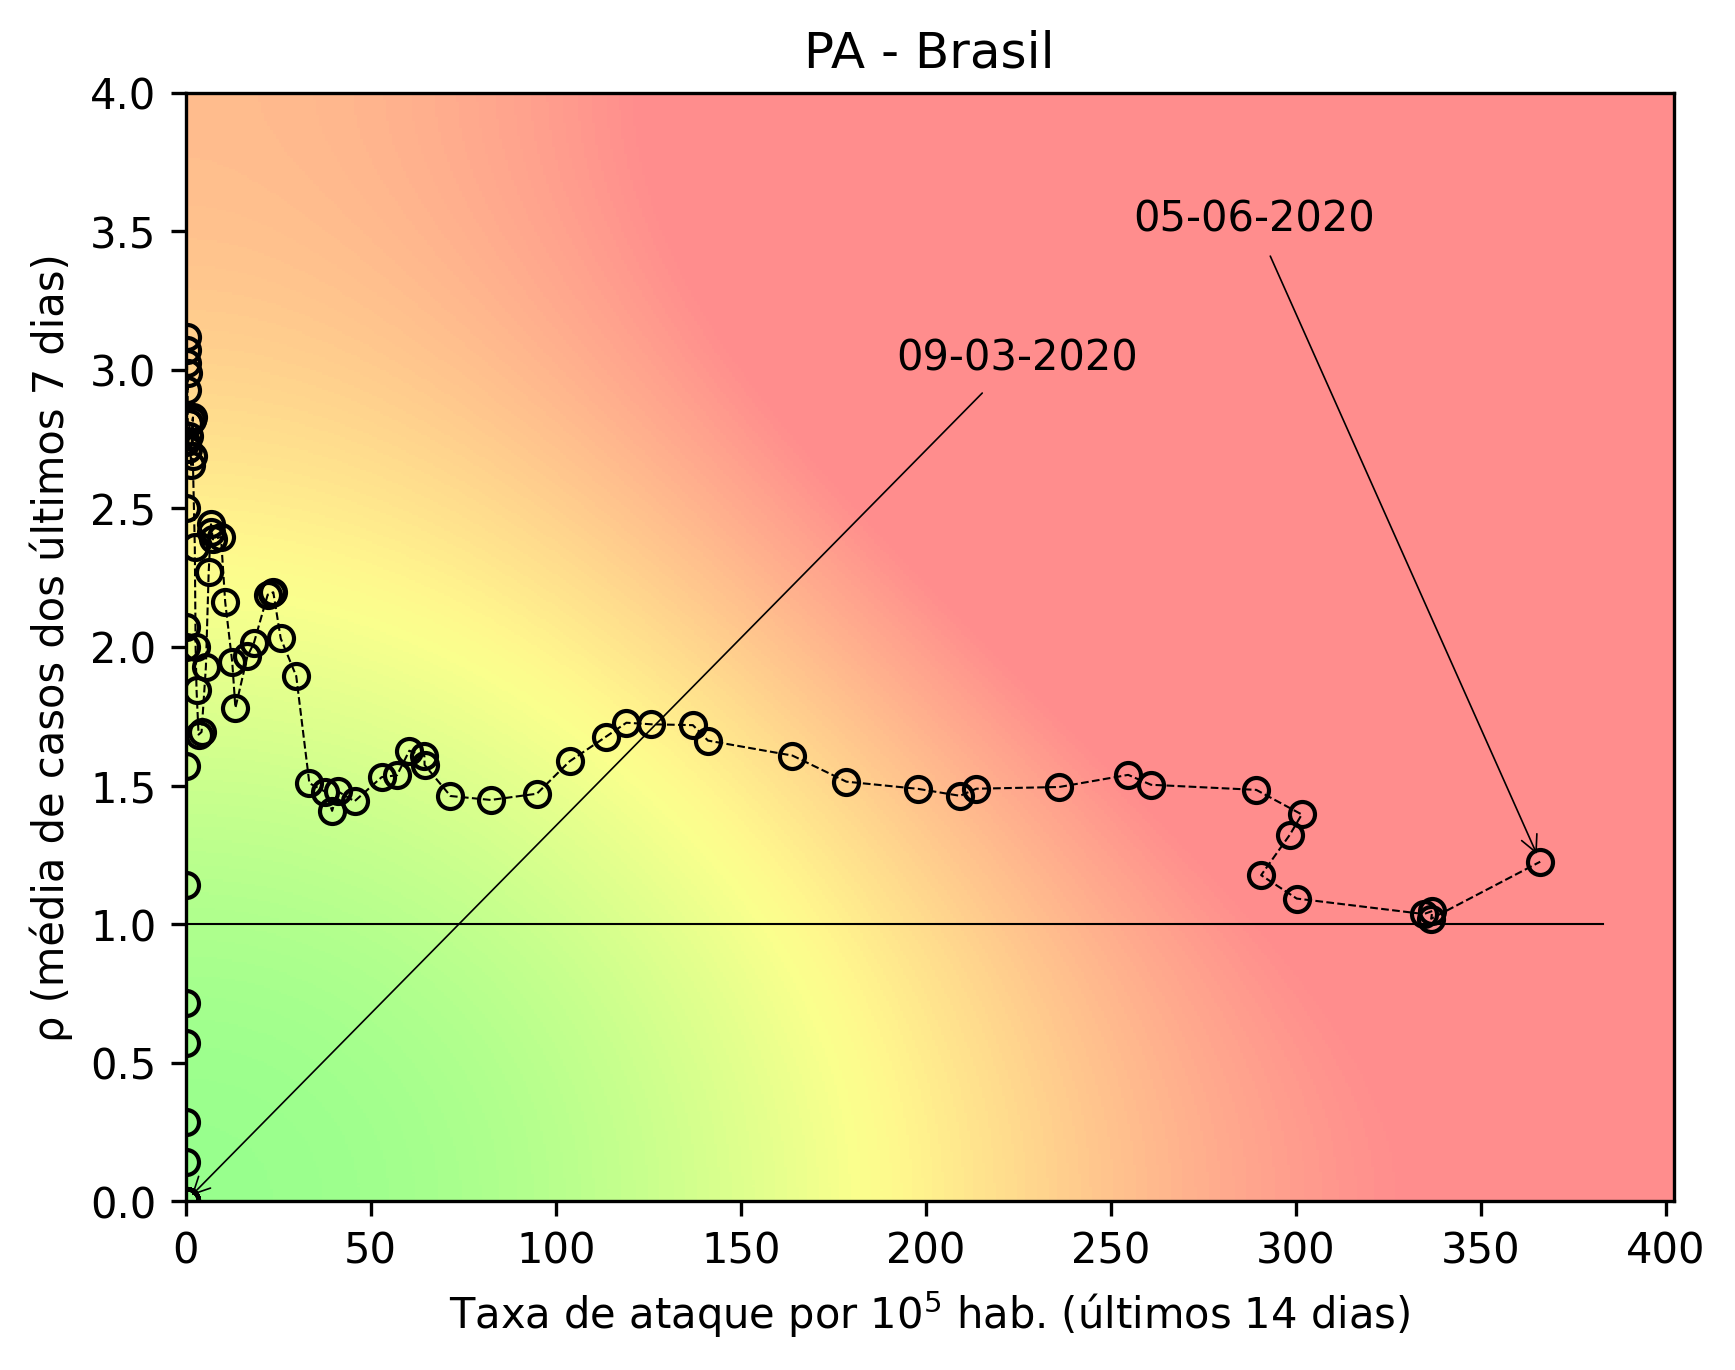 PA - Brasil
4.0
3.5
3.0
2.5
2.0
1.5
1.0
0.5
0.0
ρ (média de casos dos últimos 7 dias)
05-06-2020
09-03-2020
0 50 100 150 200 250 300 350 400
Taxa de ataque por 10⁵ hab. (últimos 14 dias)